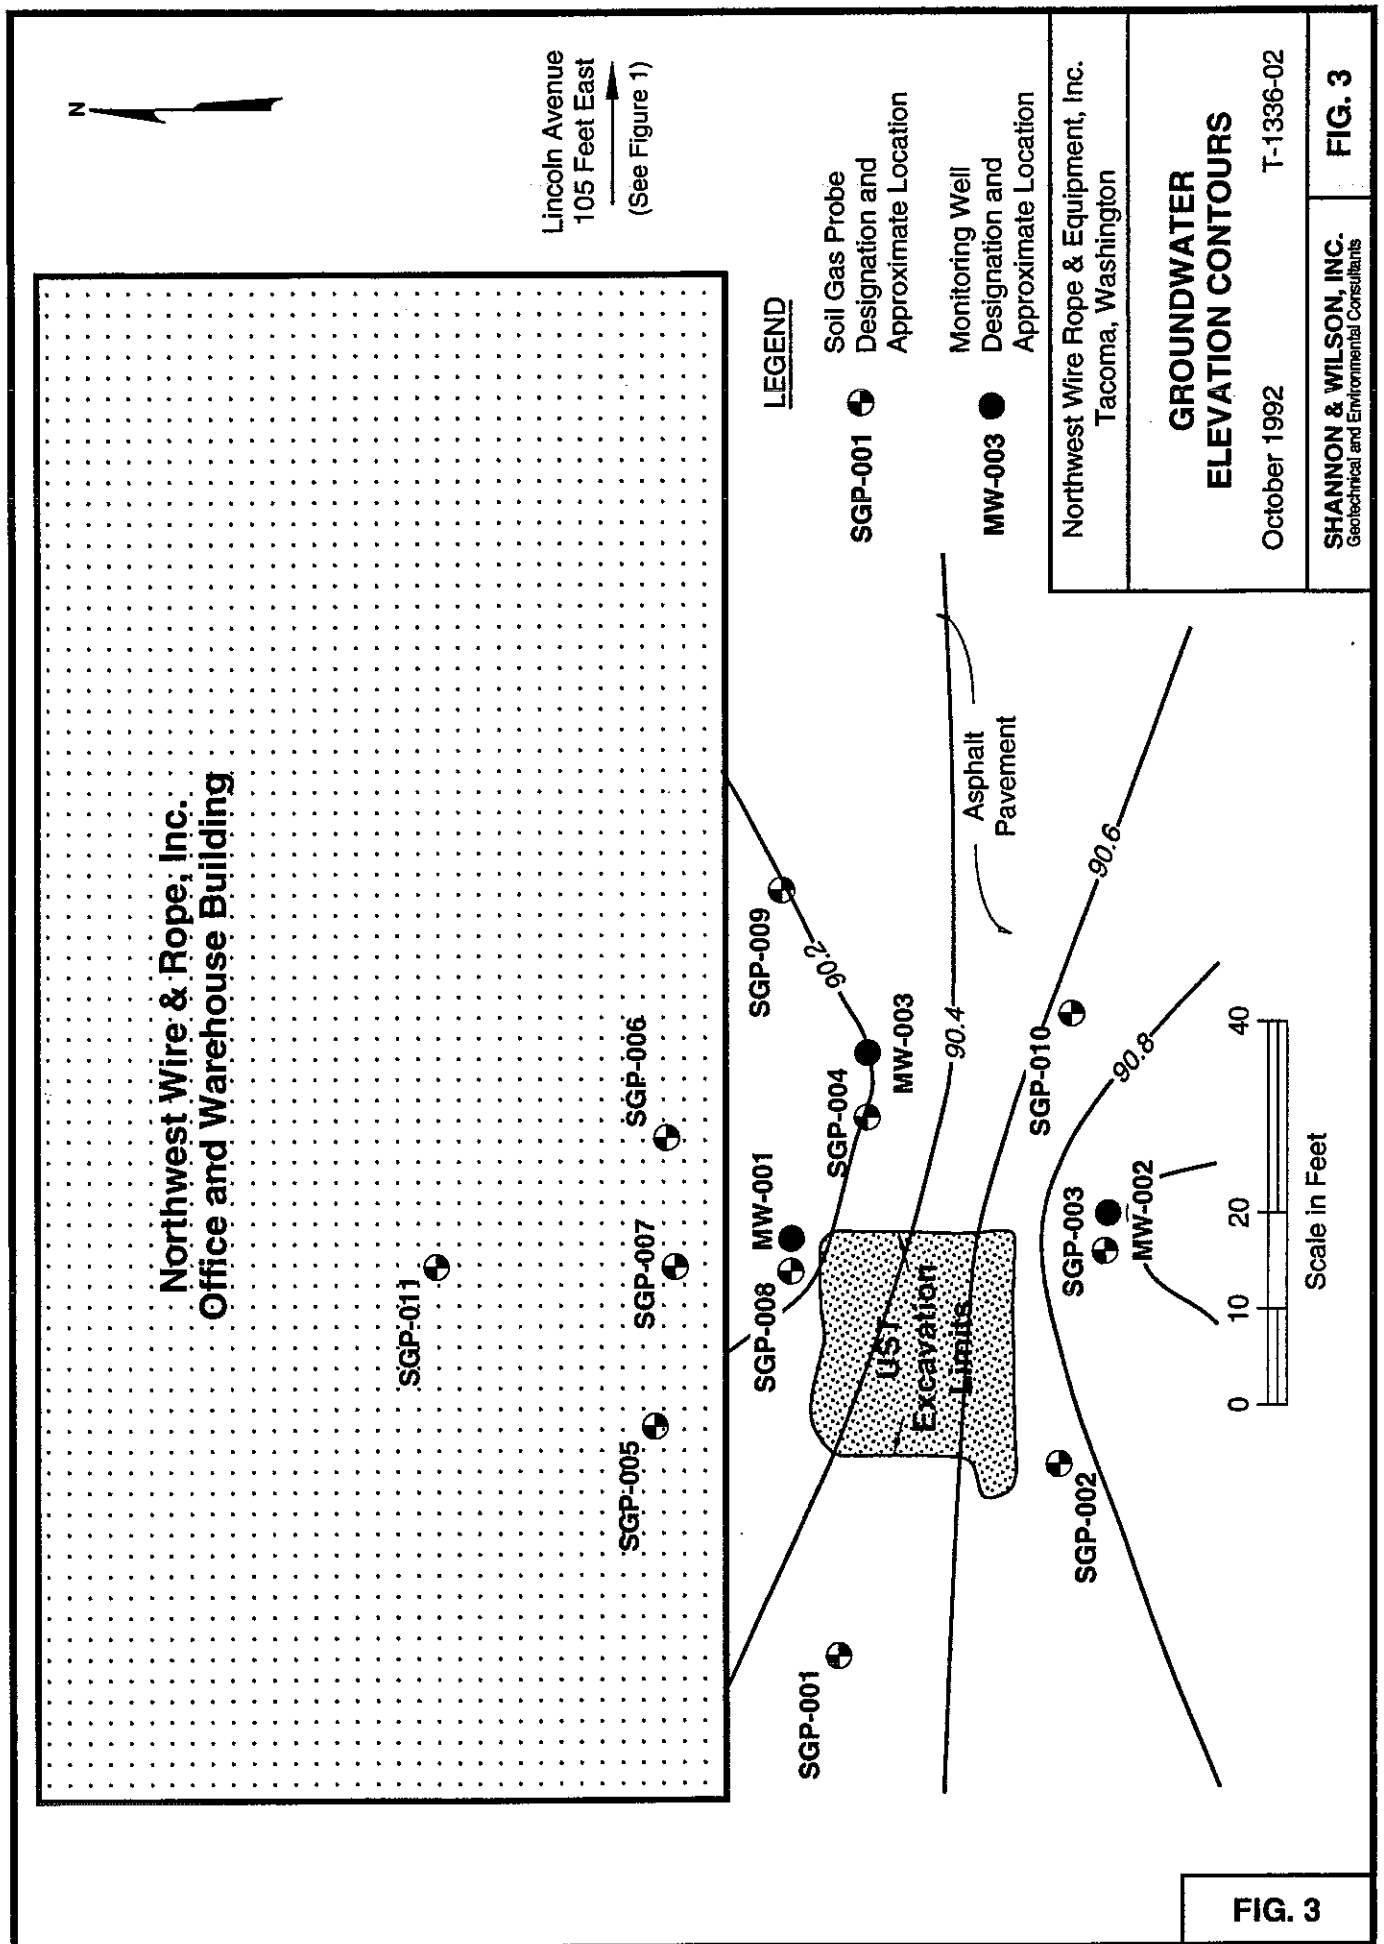 N
Lincoln Avenue
105 Feet East
(See Figure 1)
Northwest Wire & Rope, Inc.
Office and Warehouse Building
SGP-011
SGP-005
SGP-007
SGP-006
SGP-001
SGP-008
MW-001
SGP-004
MW-003
SGP-009
90.2
90.4
UST
Excavation
Limits
Asphalt
Pavement
SGP-002
SGP-003
MW-002
SGP-010
90.6
90.8
0
10
20
40
Scale in Feet
LEGEND
SGP-001
Soil Gas Probe
Designation and
Approximate Location
MW-003
Monitoring Well
Designation and
Approximate Location
Northwest Wire Rope & Equipment, Inc.
Tacoma, Washington
GROUNDWATER
ELEVATION CONTOURS
October 1992 T-1336-02
SHANNON & WILSON, INC.
Geotechnical and Environmental Consultants
FIG. 3
FIG. 3